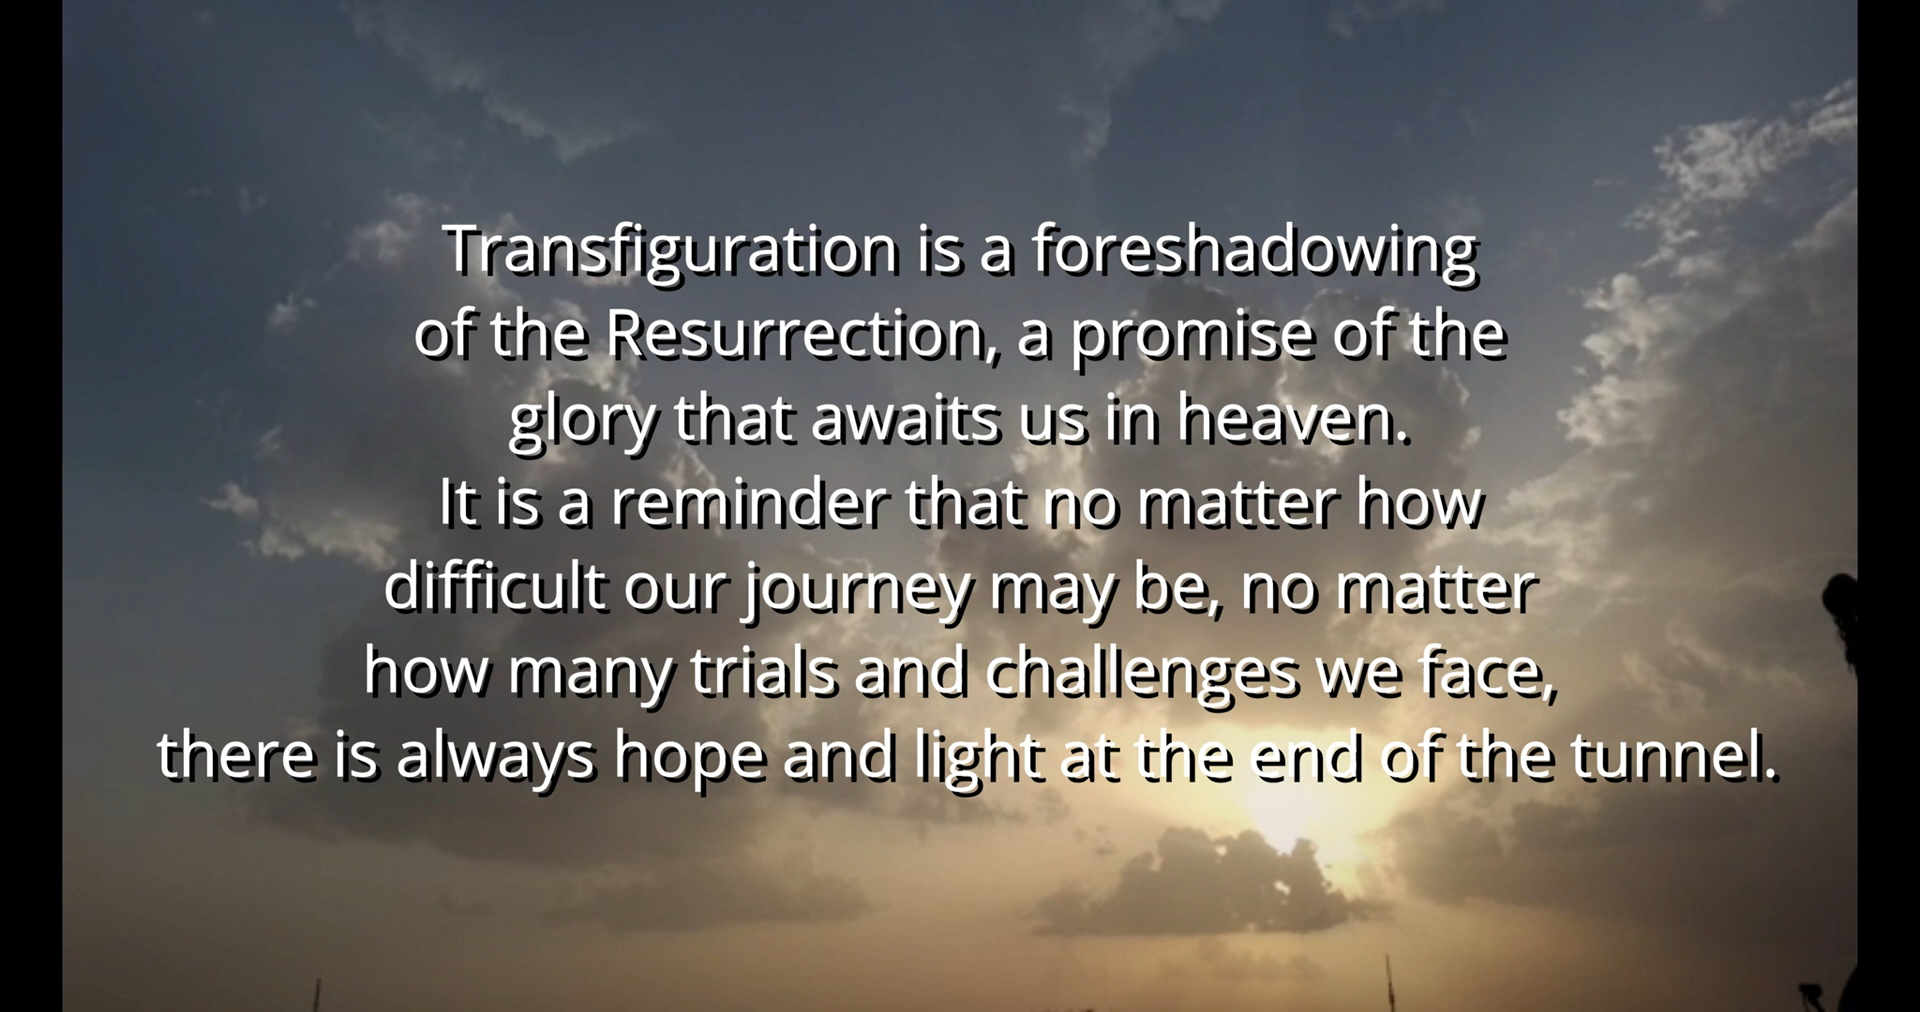 Transfiguration is a foreshadowing
of the Resurrection, a promise of the
glory that awaits us in heaven.
It is a reminder that no matter how
difficult our journey may be, no matter
how many trials and challenges we face,
there is always hope and light at the end of the tunnel.